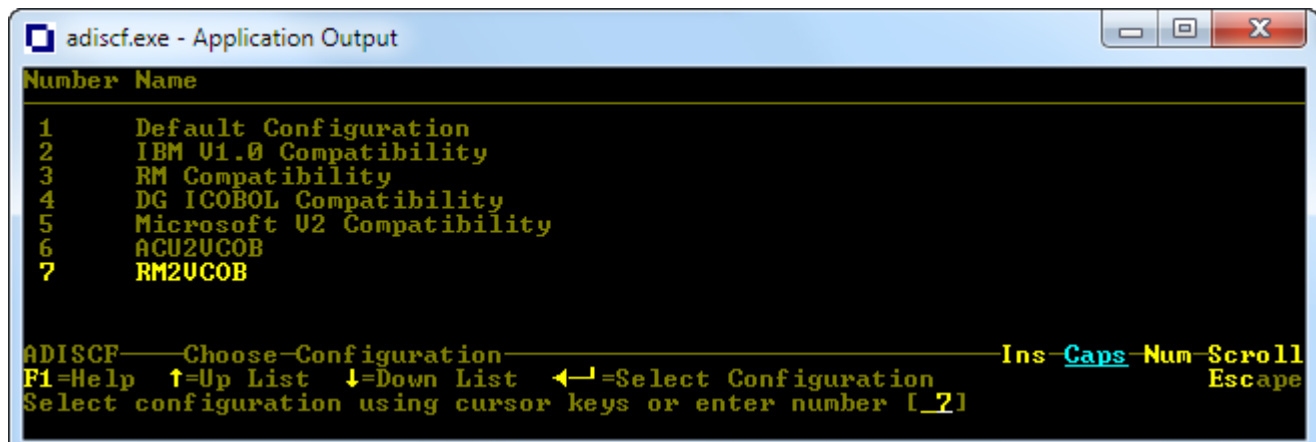 adiscf.exe - Application Output
Number Name
1 Default Configuration
2 IBM V1.0 Compatibility
3 RM Compatibility
4 DG ICOBOL Compatibility
5 Microsoft V2 Compatibility
6 ACU2VCOB
7 RM2VCOB
ADISCF——Choose-Configuration——Ins-Caps-Num-Scroll
F1=Help ↑=Up List ↓=Down List ◄─┘=Select Configuration Escape
Select configuration using cursor keys or enter number [ 7]